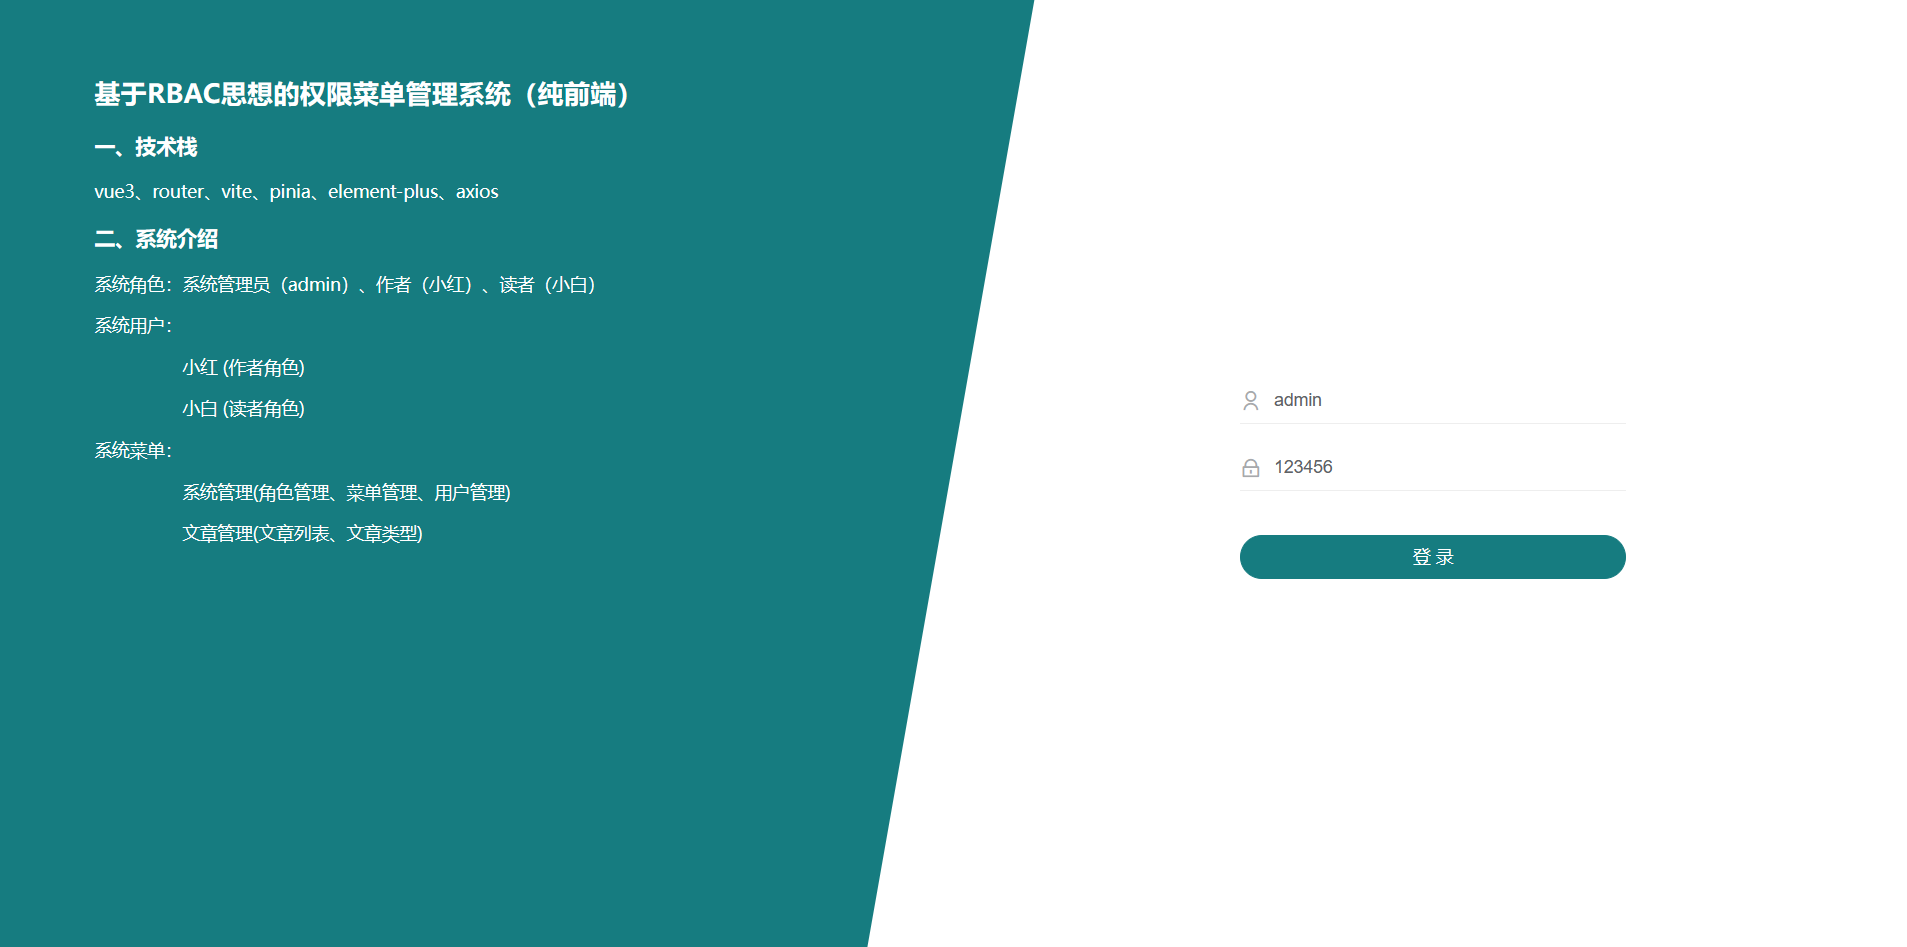 基于RBAC思想的权限菜单管理系统（纯前端）
一、技术栈
vue3、router、vite、pinia、element-plus、axios
二、系统介绍
系统角色：系统管理员（admin）、作者（小红）、读者（小白）
系统用户：
小红 (作者角色)
小白 (读者角色)
系统菜单：
系统管理(角色管理、菜单管理、用户管理)
文章管理(文章列表、文章类型)
admin
123456
登 录